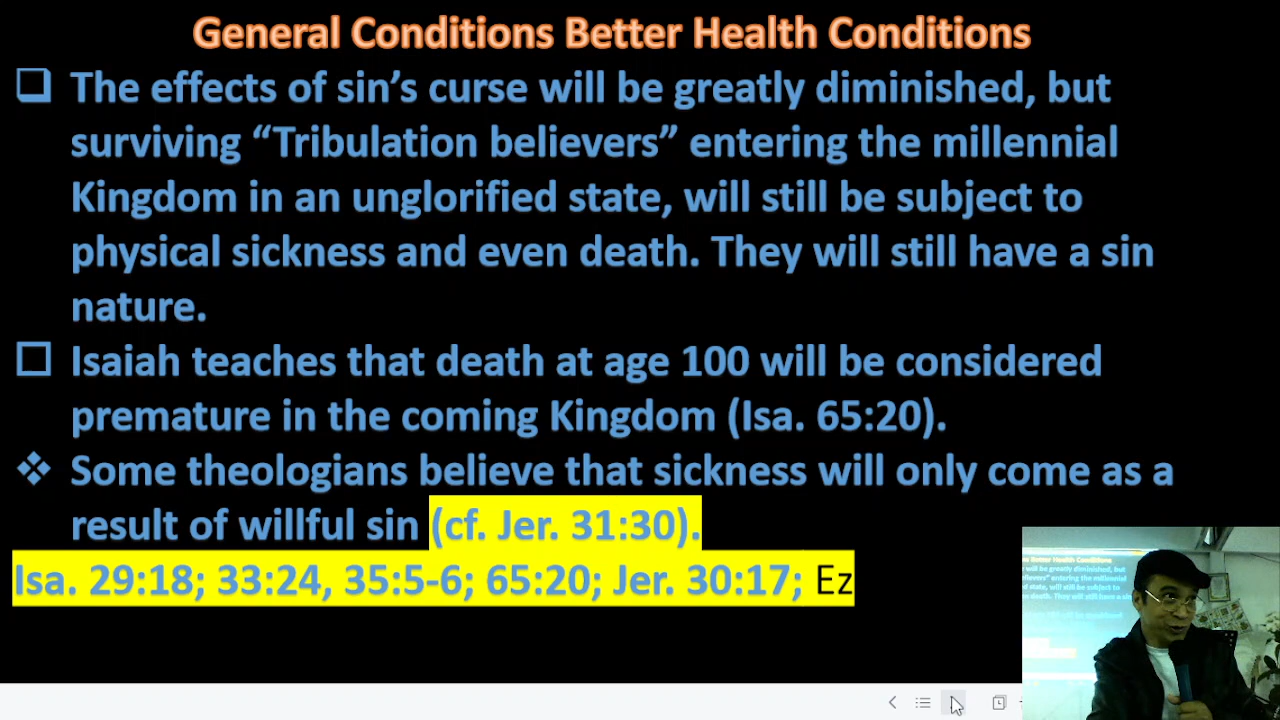 General Conditions Better Health Conditions
The effects of sin’s curse will be greatly diminished, but
surviving “Tribulation believers” entering the millennial
Kingdom in an unglorified state, will still be subject to
physical sickness and even death. They will still have a sin
nature.
Isaiah teaches that death at age 100 will be considered
premature in the coming Kingdom (Isa. 65:20).
Some theologians believe that sickness will only come as a
result of willful sin (cf. Jer. 31:30).
Isa. 29:18; 33:24, 35:5-6; 65:20; Jer. 30:17; Ez